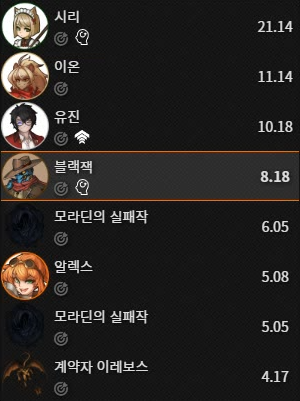 시리
21.14
이온
11.14
유진
10.18
블랙잭
8.18
모라딘의 실패작
6.05
알렉스
5.08
모라딘의 실패작
5.05
계약자 이레보스
4.17